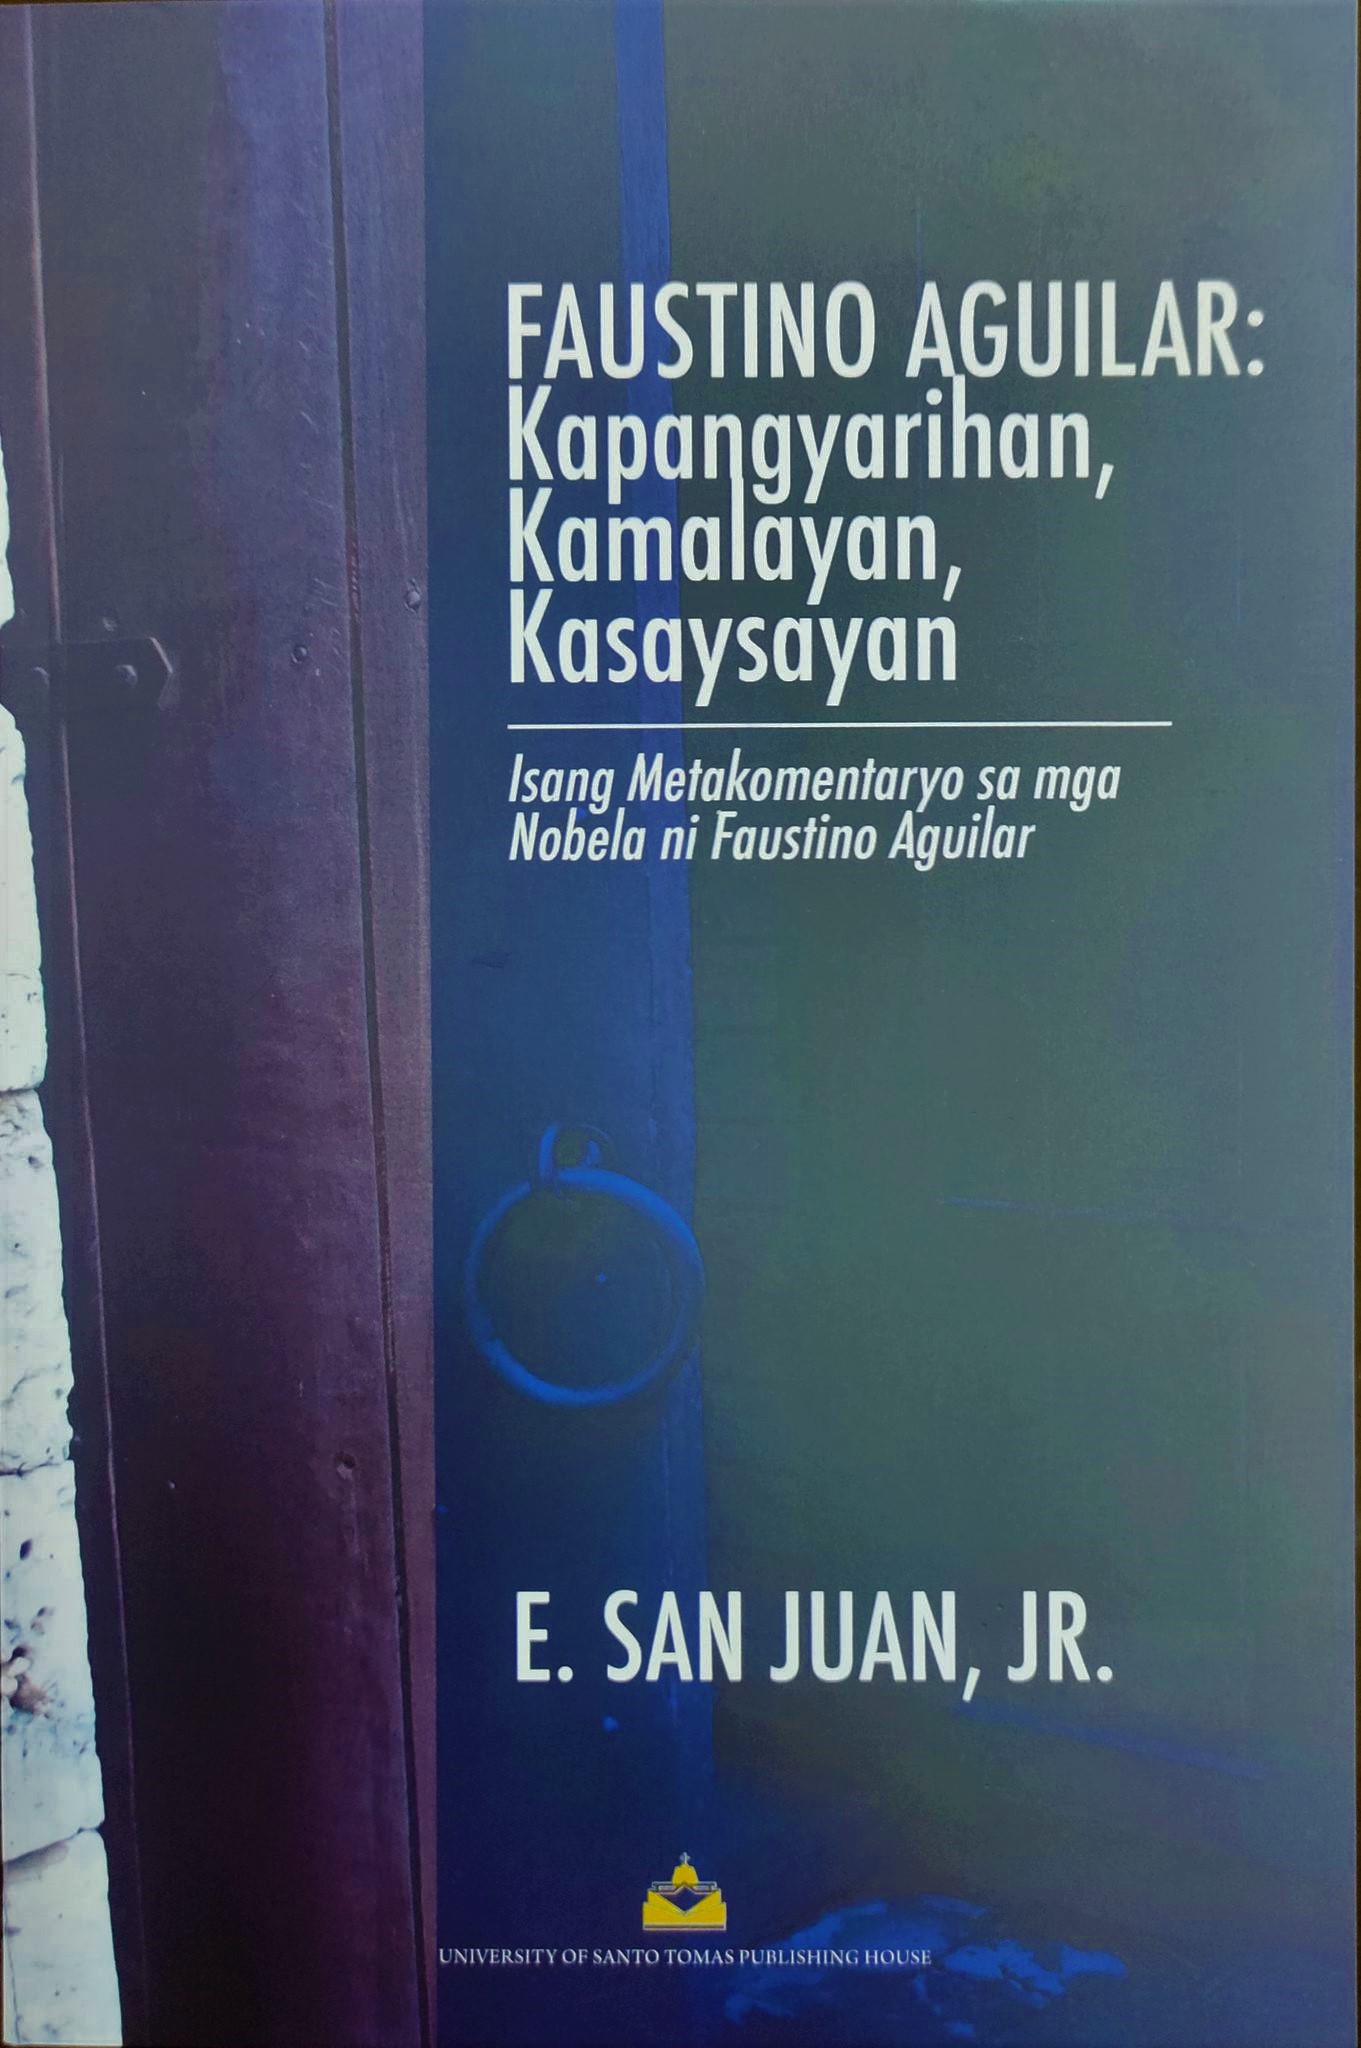 FAUSTINO AGUILAR:
Kapangyarihan,
Kamalayan,
Kasaysayan
Isang Metakomentaryo sa mga
Nobela ni Faustino Aguilar
E. SAN JUAN, JR.
UNIVERSITY OF SANTO TOMAS PUBLISHING HOUSE